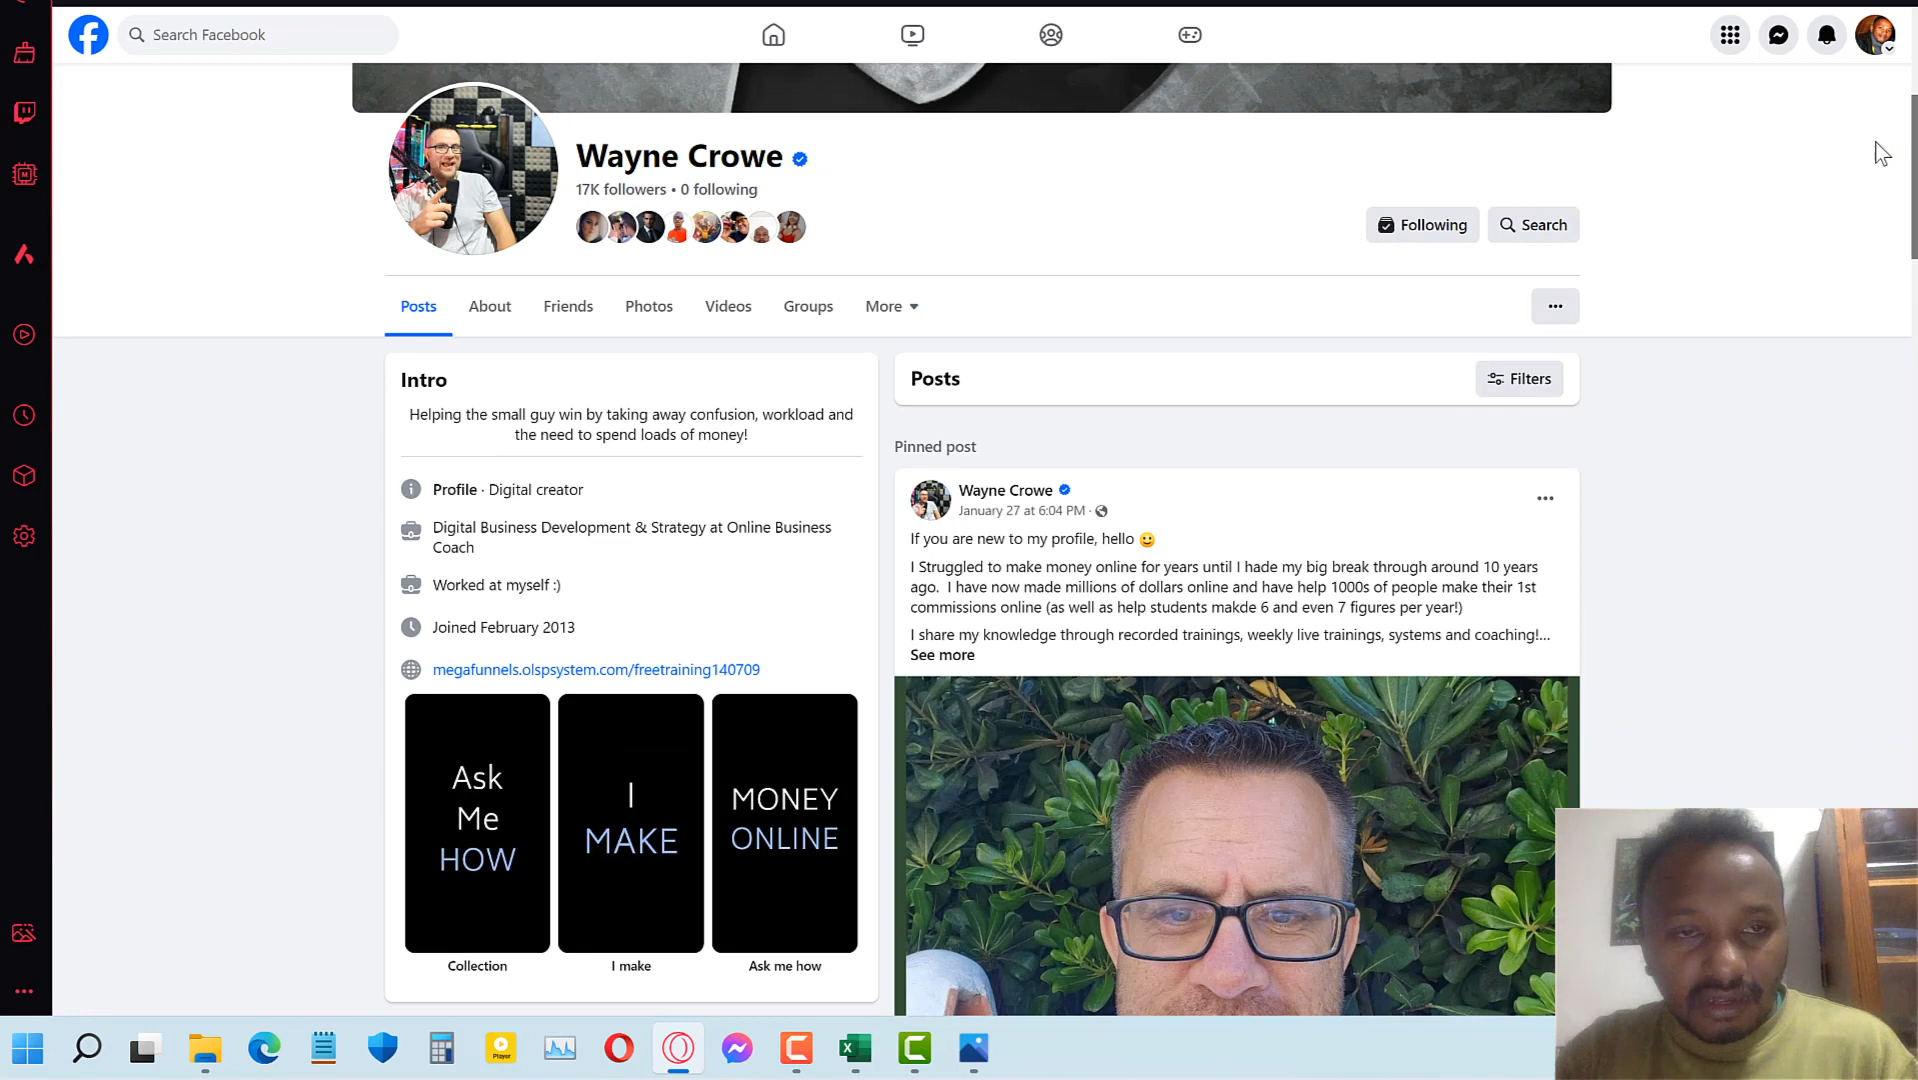 Search Facebook
Wayne Crowe
17K followers • 0 following
Following
Search
Posts
About
Friends
Photos
Videos
Groups
More
Intro
Helping the small guy win by taking away confusion, workload and
the need to spend loads of money!
Profile · Digital creator
Digital Business Development & Strategy at Online Business
Coach
Worked at myself :)
Joined February 2013
megafunnels.olspsystem.com/freetraining140709
Ask
Me
HOW
I
MAKE
MONEY
ONLINE
Collection
I make
Ask me how
Posts
Filters
Pinned post
Wayne Crowe
January 27 at 6:04 PM ·
If you are new to my profile, hello 🙂
I Struggled to make money online for years until I hade my big break through around 10 years
ago. I have now made millions of dollars online and have help 1000s of people make their 1st
commissions online (as well as help students makde 6 and even 7 figures per year!)
I share my knowledge through recorded trainings, weekly live trainings, systems and coaching!...
See more
Player